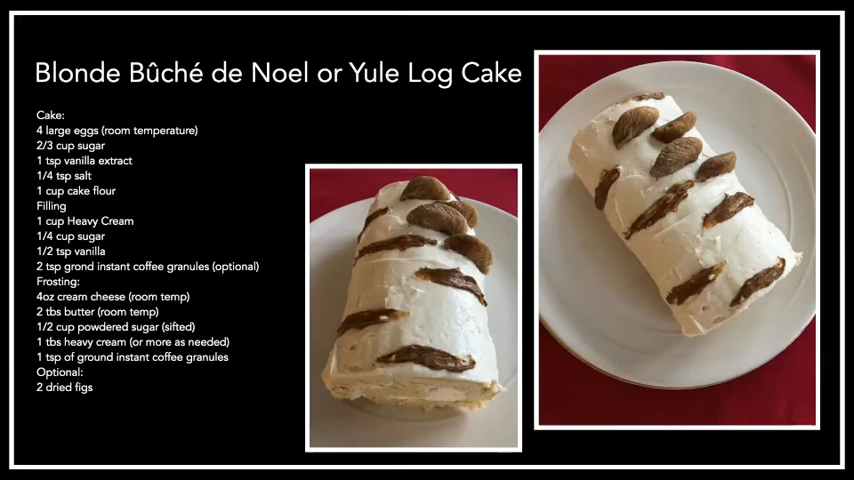 Blonde Bûché de Noel or Yule Log Cake
Cake:
4 large eggs (room temperature)
2/3 cup sugar
1 tsp vanilla extract
1/4 tsp salt
1 cup cake flour
Filling
1 cup Heavy Cream
1/4 cup sugar
1/2 tsp vanilla
2 tsp grond instant coffee granules (optional)
Frosting:
4oz cream cheese (room temp)
2 tbs butter (room temp)
1/2 cup powdered sugar (sifted)
1 tbs heavy cream (or more as needed)
1 tsp of ground instant coffee granules
Optional:
2 dried figs